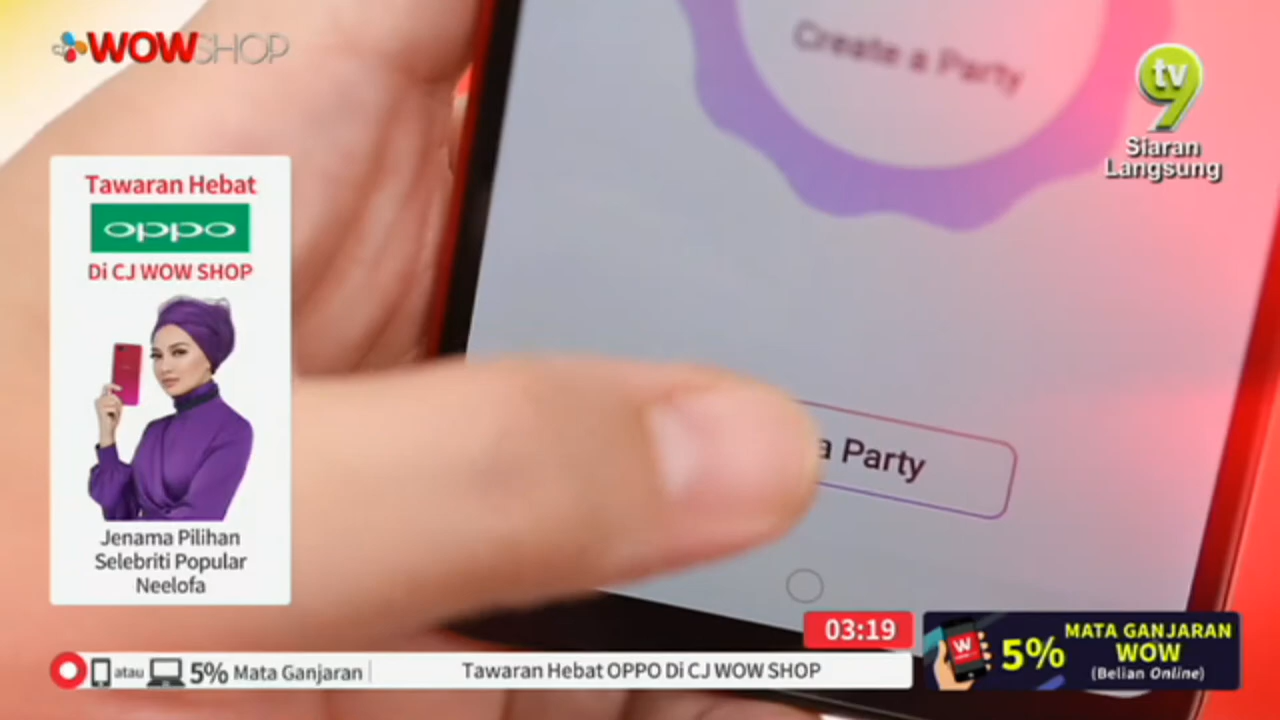 WOWSHOP
Create a Party
tv9
Siaran
Langsung
Tawaran Hebat
oppo
Di CJ WOW SHOP
Jenama Pilihan
Selebriti Popular
Neelofa
a Party
03:19
5% MATA GANJARAN
WOW
(Belian Online)
atau 5% Mata Ganjaran
Tawaran Hebat OPPO Di CJ WOW SHOP